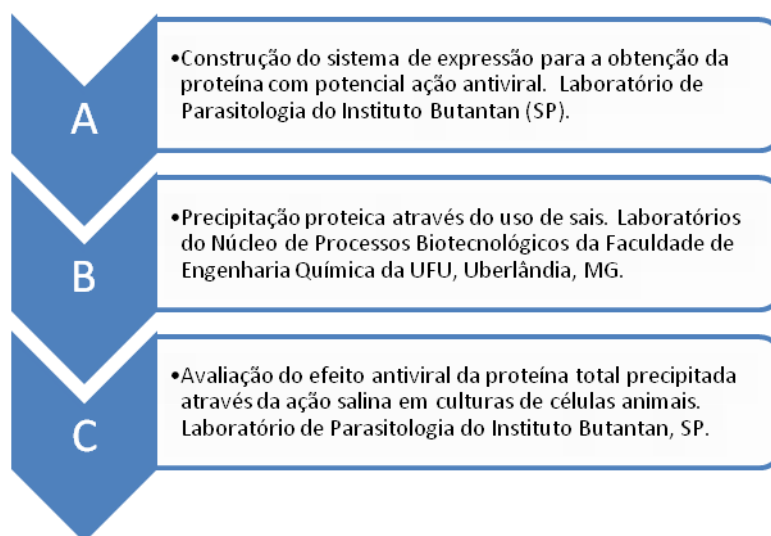 A
•Construção do sistema de expressão para a obtenção da
proteína com potencial ação antiviral. Laboratório de
Parasitologia do Instituto Butantan (SP).
B
•Precipitação proteica através do uso de sais. Laboratórios
do Núcleo de Processos Biotecnológicos da Faculdade de
Engenharia Química da UFU, Uberlândia, MG.
C
•Avaliação do efeito antiviral da proteína total precipitada
através da ação salina em culturas de células animais.
Laboratório de Parasitologia do Instituto Butantan, SP.